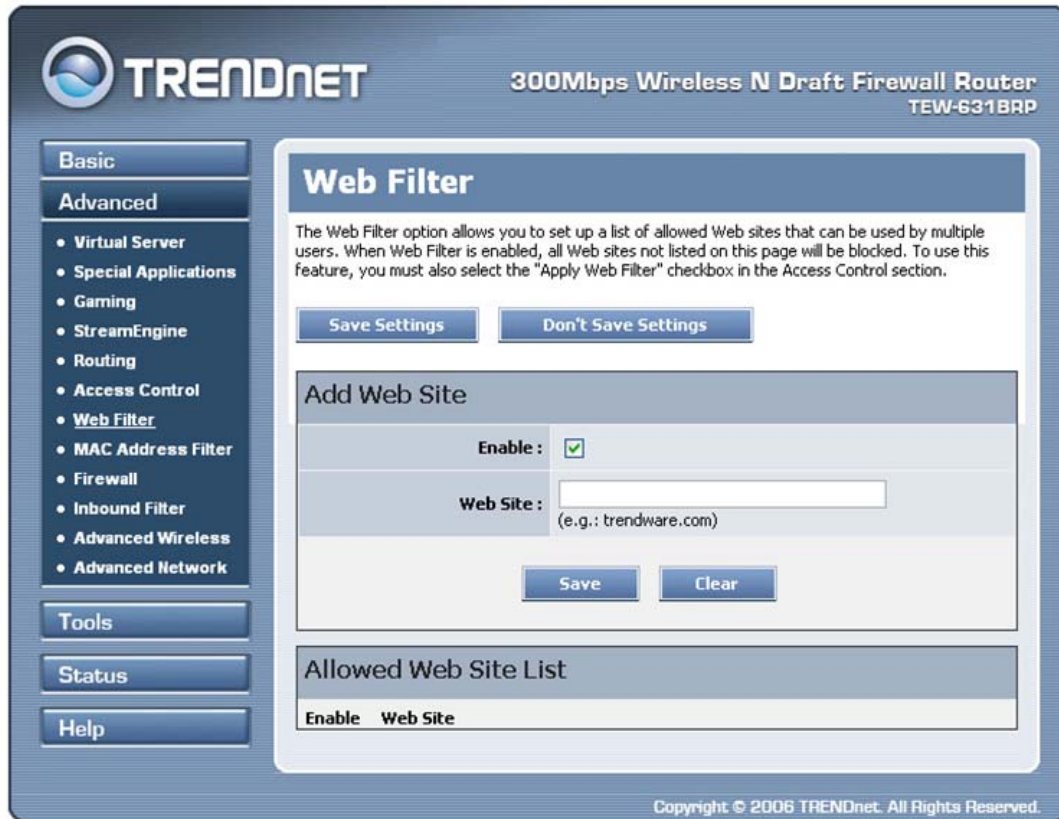 TRENDNET
300Mbps Wireless N Draft Firewall Router
TEW-631BRP
Basic
Advanced
• Virtual Server
• Special Applications
• Gaming
• StreamEngine
• Routing
• Access Control
• Web Filter
• MAC Address Filter
• Firewall
• Inbound Filter
• Advanced Wireless
• Advanced Network
Tools
Status
Help
Web Filter
The Web Filter option allows you to set up a list of allowed Web sites that can be used by multiple
users. When Web Filter is enabled, all Web sites not listed on this page will be blocked. To use this
feature, you must also select the "Apply Web Filter" checkbox in the Access Control section.
Save Settings Don't Save Settings
Add Web Site
Enable :
Web Site :
(e.g.: trendware.com)
Save Clear
Allowed Web Site List
Enable Web Site
Copyright © 2006 TRENDnet. All Rights Reserved.